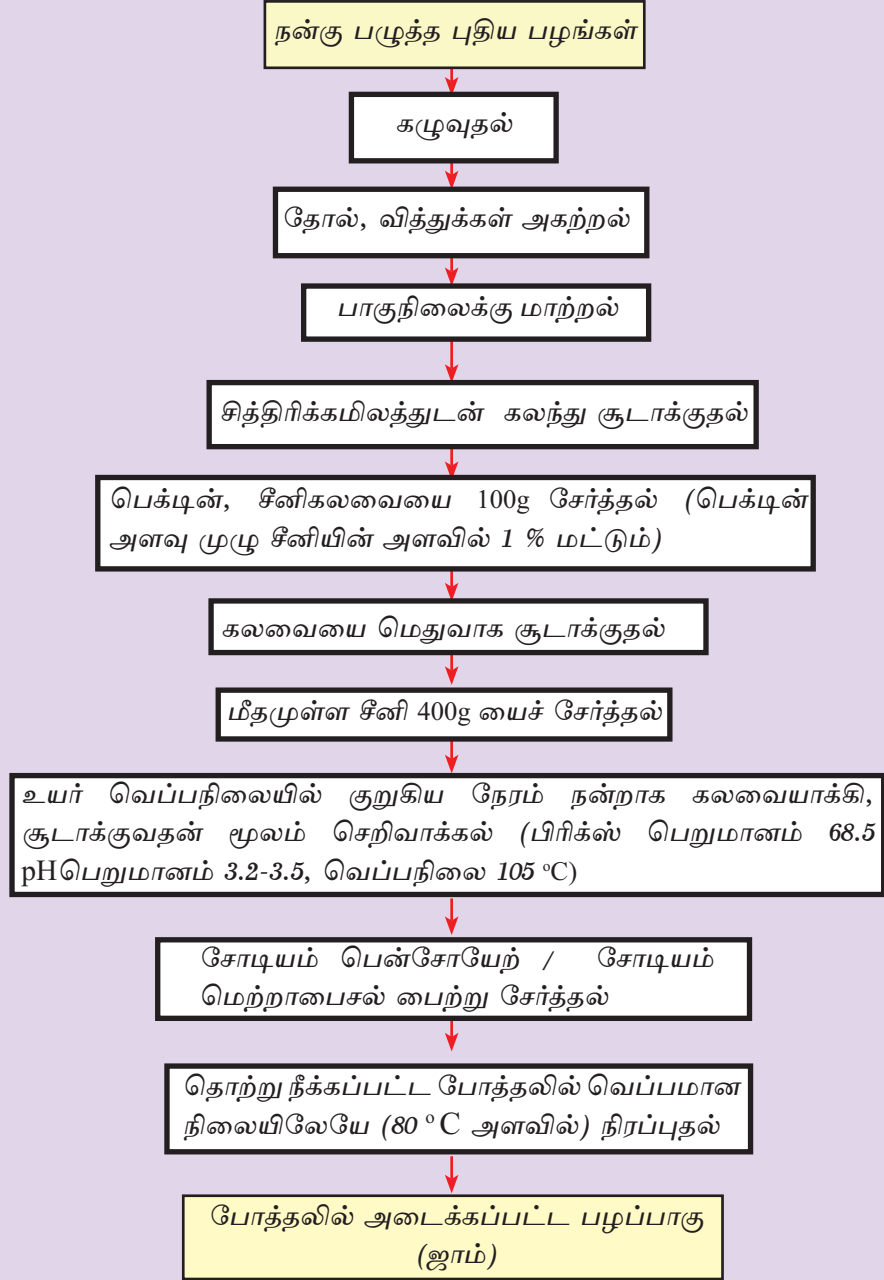 நன்கு பழுத்த புதிய பழங்கள்
கழுவுதல்
தோல், வித்துக்கள் அகற்றல்
பாகுநிலைக்கு மாற்றல்
சித்திரிக்கமிலத்துடன் கலந்து சூடாக்குதல்
பெக்டின், சீனிகலவையை 100g சேர்த்தல் (பெக்டின்
அளவு முழு சீனியின் அளவில் 1 % மட்டும்)
கலவையை மெதுவாக சூடாக்குதல்
மீதமுள்ள சீனி 400g யைச் சேர்த்தல்
உயர் வெப்பநிலையில் குறுகிய நேரம் நன்றாக கலவையாக்கி,
சூடாக்குவதன் மூலம் செறிவாக்கல் (பிரிக்ஸ் பெறுமானம் 68.5
pHபெறுமானம் 3.2-3.5, வெப்பநிலை 105 °C)
சோடியம் பென்சோயேற் / சோடியம்
மெற்றாபைசல் பைற்று சேர்த்தல்
தொற்று நீக்கப்பட்ட போத்தலில் வெப்பமான
நிலையிலேயே (80 °C அளவில்) நிரப்புதல்
போத்தலில் அடைக்கப்பட்ட பழப்பாகு
(ஜாம்)